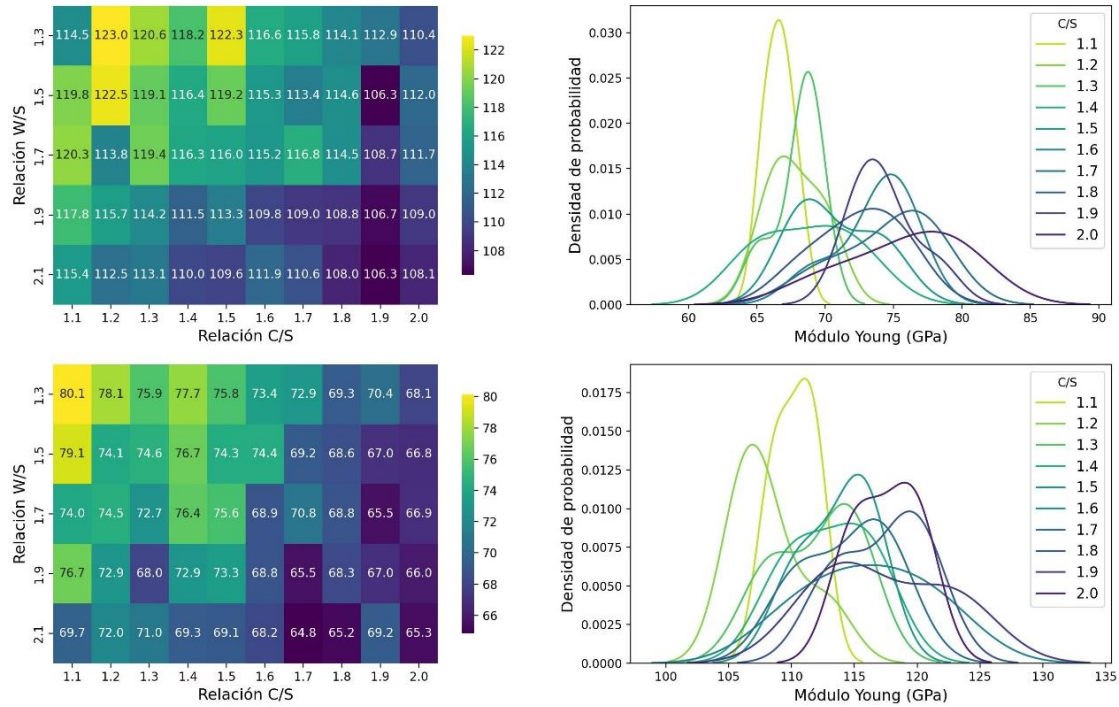 Relación W/S
1.3 114.5 123.0 120.6 118.2 122.3 116.6 115.8 114.1 112.9 110.4
1.5 119.8 122.5 119.1 116.4 119.2 115.3 113.4 114.6 106.3 112.0
1.7 120.3 113.8 119.4 116.3 116.0 115.2 116.8 114.5 108.7 111.7
1.9 117.8 115.7 114.2 111.5 113.3 109.8 109.0 108.8 106.7 109.0
2.1 115.4 112.5 113.1 110.0 109.6 111.9 110.6 108.0 106.3 108.1
1.1 1.2 1.3 1.4 1.5 1.6 1.7 1.8 1.9 2.0
Relación C/S
122
120
118
116
114
112
110
108
Densidad de probabilidad
0.030
0.025
0.020
0.015
0.010
0.005
0.000
60 65 70 75 80 85 90
Módulo Young (GPa)
C/S
1.1
1.2
1.3
1.4
1.5
1.6
1.7
1.8
1.9
2.0
Relación W/S
1.3 80.1 78.1 75.9 77.7 75.8 73.4 72.9 69.3 70.4 68.1
1.5 79.1 74.1 74.6 76.7 74.3 74.4 69.2 68.6 67.0 66.8
1.7 74.0 74.5 72.7 76.4 75.6 68.9 70.8 68.8 65.5 66.9
1.9 76.7 72.9 68.0 72.9 73.3 68.8 65.5 68.3 67.0 66.0
2.1 69.7 72.0 71.0 69.3 69.1 68.2 64.8 65.2 69.2 65.3
1.1 1.2 1.3 1.4 1.5 1.6 1.7 1.8 1.9 2.0
Relación C/S
80
78
76
74
72
70
68
66
Densidad de probabilidad
0.0175
0.0150
0.0125
0.0100
0.0075
0.0050
0.0025
0.0000
100 105 110 115 120 125 130 135
Módulo Young (GPa)
C/S
1.1
1.2
1.3
1.4
1.5
1.6
1.7
1.8
1.9
2.0